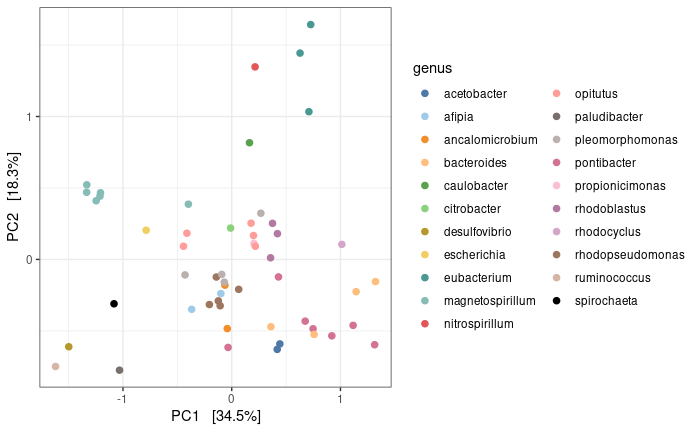 genus
acetobacter
afipia
ancalomicrobium
bacteroides
caulobacter
citrobacter
desulfovibrio
escherichia
eubacterium
magnetospirillum
nitrospirillum
opitutus
paludibacter
pleomorphomonas
pontibacter
propionicimonas
rhodoblastus
rhodocyclus
rhodopseudomonas
ruminococcus
spirochaeta
PC2 [18.3%]
1
0
-1
0
1
PC1 [34.5%]